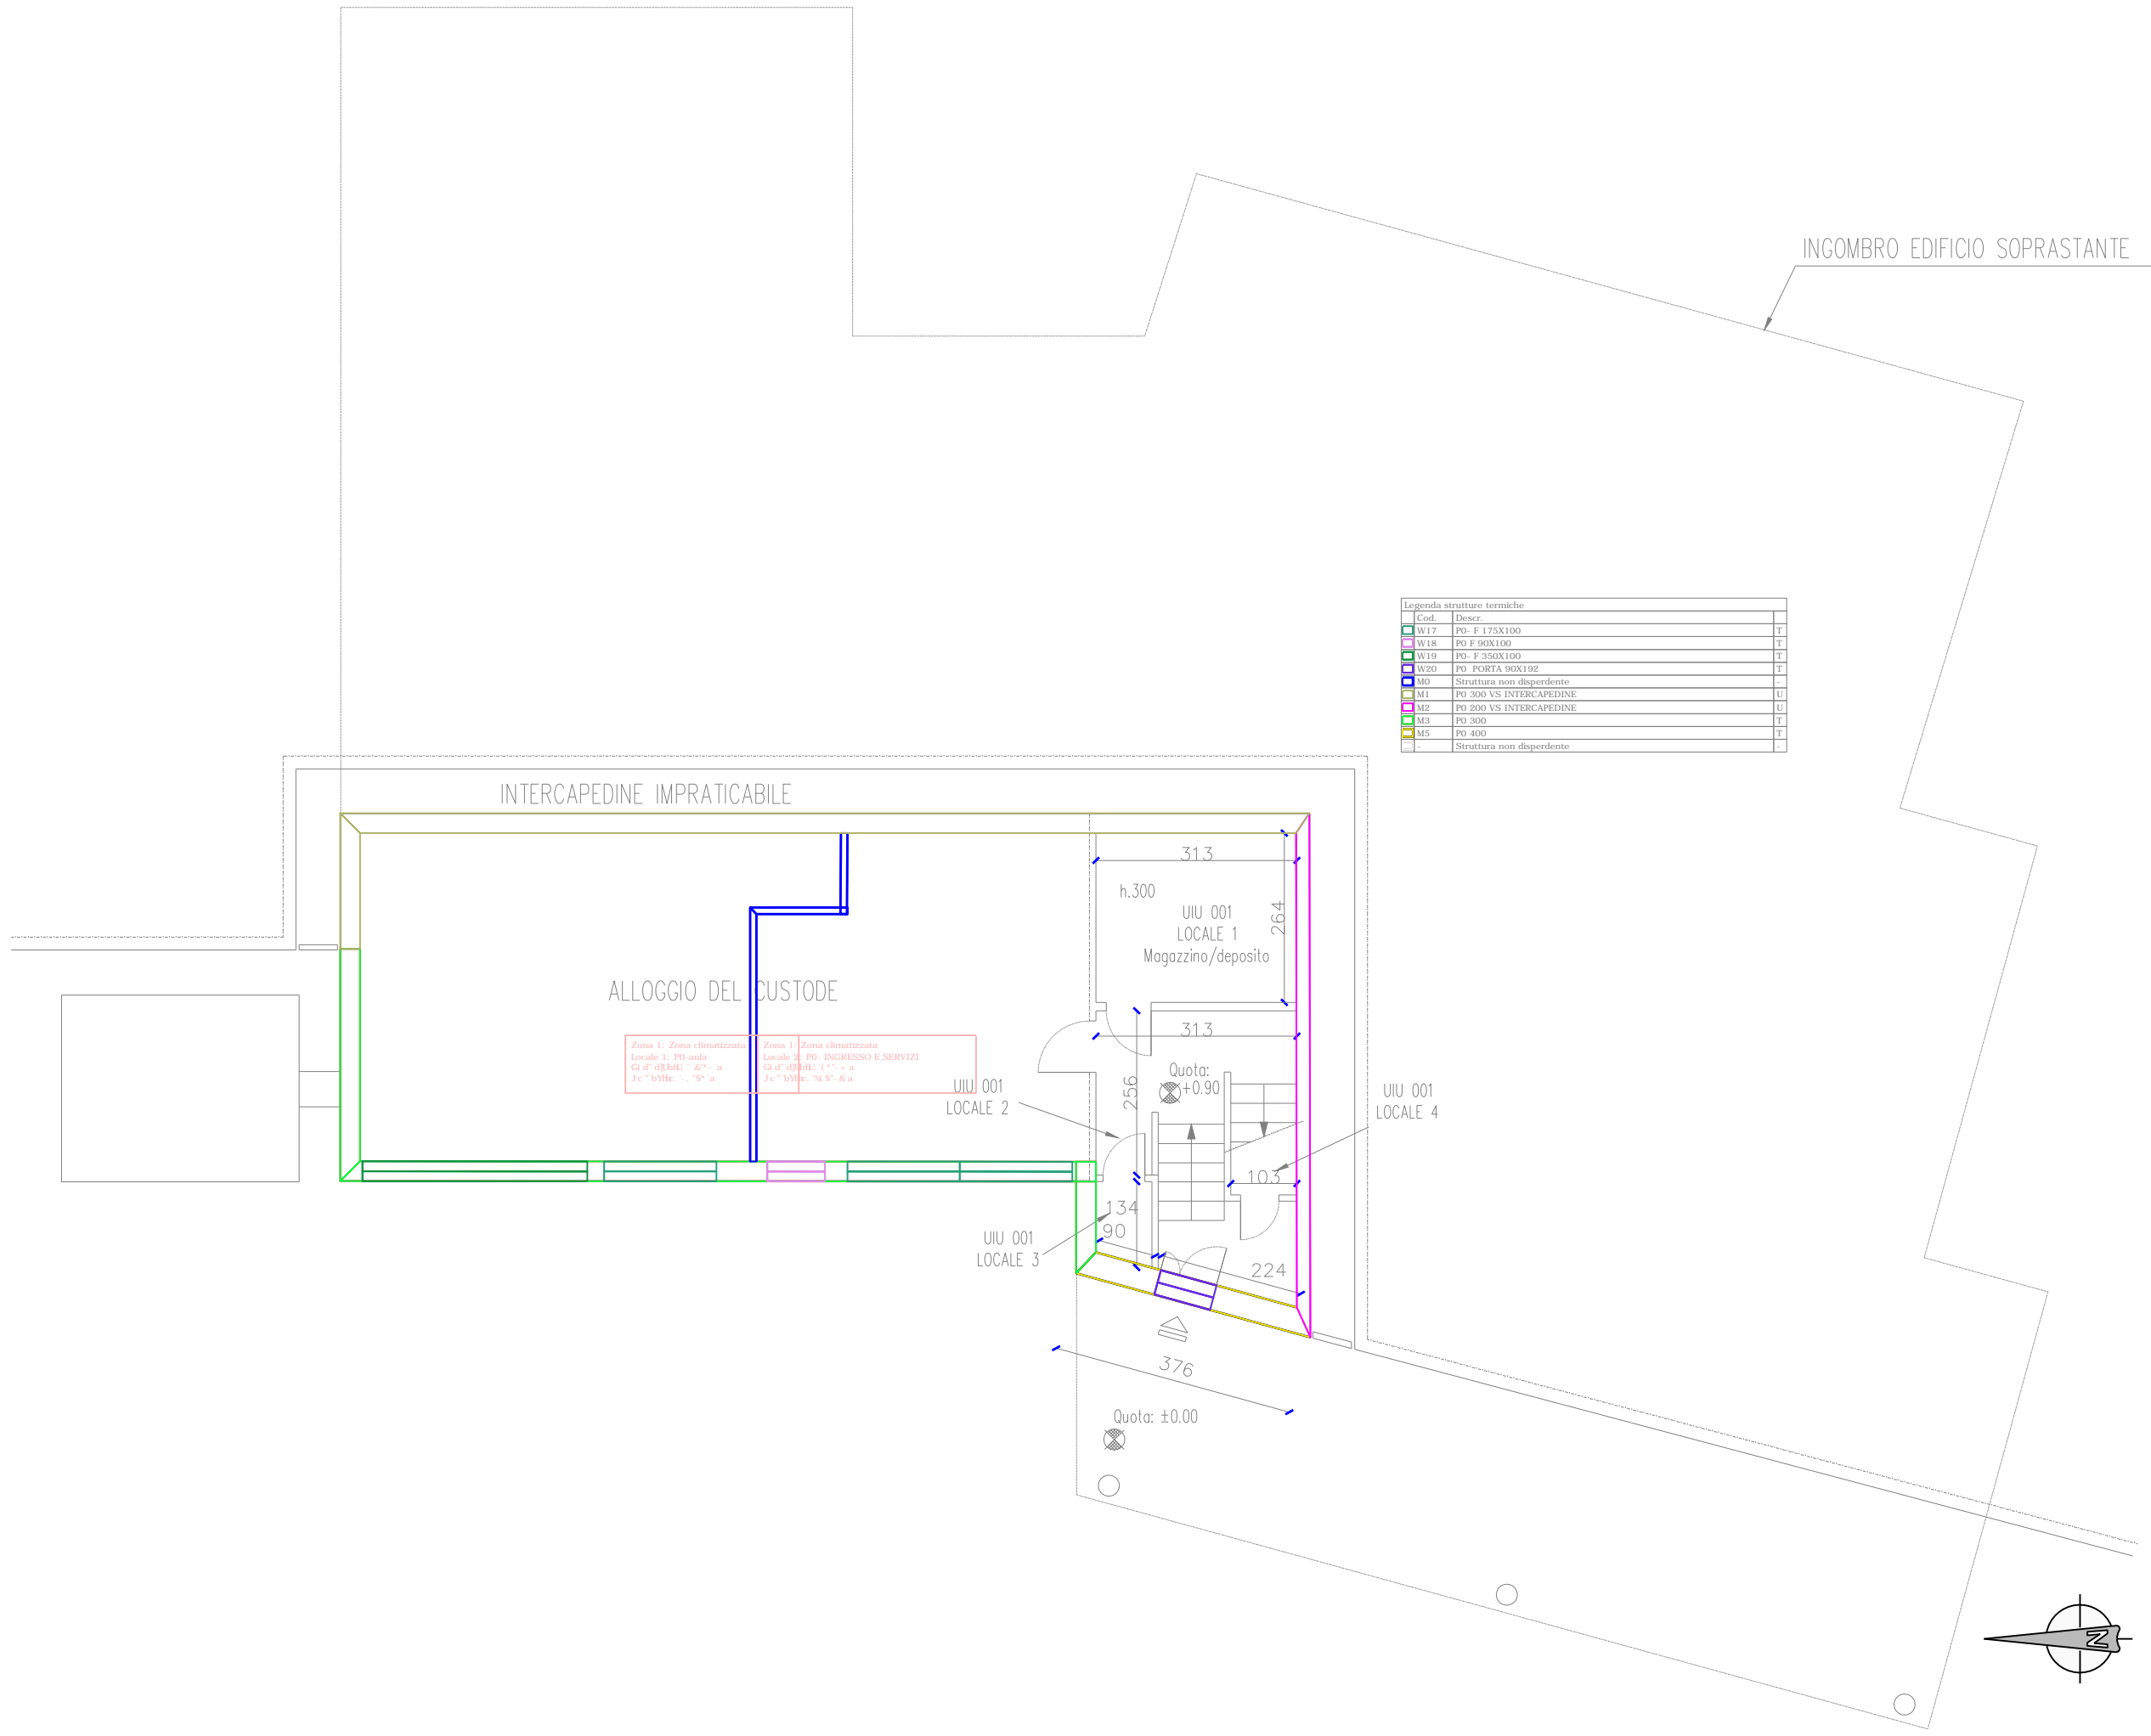 INGOMBRO EDIFICIO SOPRASTANTE
Legenda strutture termiche
Cod. Descr.
W17 P0- F 175X100 T
W18 P0 F 90X100 T
W19 P0- F 350X100 T
W20 P0 PORTA 90X192 T
M0 Struttura non disperdente -
M1 P0 300 VS INTERCAPEDINE U
M2 P0 200 VS INTERCAPEDINE U
M3 P0 300 T
M5 P0 400 T
- Struttura non disperdente -
INTERCAPEDINE IMPRATICABILE
313
h.300
264
UIU 001
LOCALE 1
Magazzino/deposito
ALLOGGIO DEL CUSTODE
313
Zona 1: Zona climatizzata
Locale 1: P0-aula
Zona 1: Zona climatizzata
Locale 2: P0- INGRESSO E SERVIZI
Quota:
+0.90
256
UIU 001
LOCALE 2
UIU 001
LOCALE 4
103
134
90
UIU 001
LOCALE 3
224
376
Quota: ±0.00
N